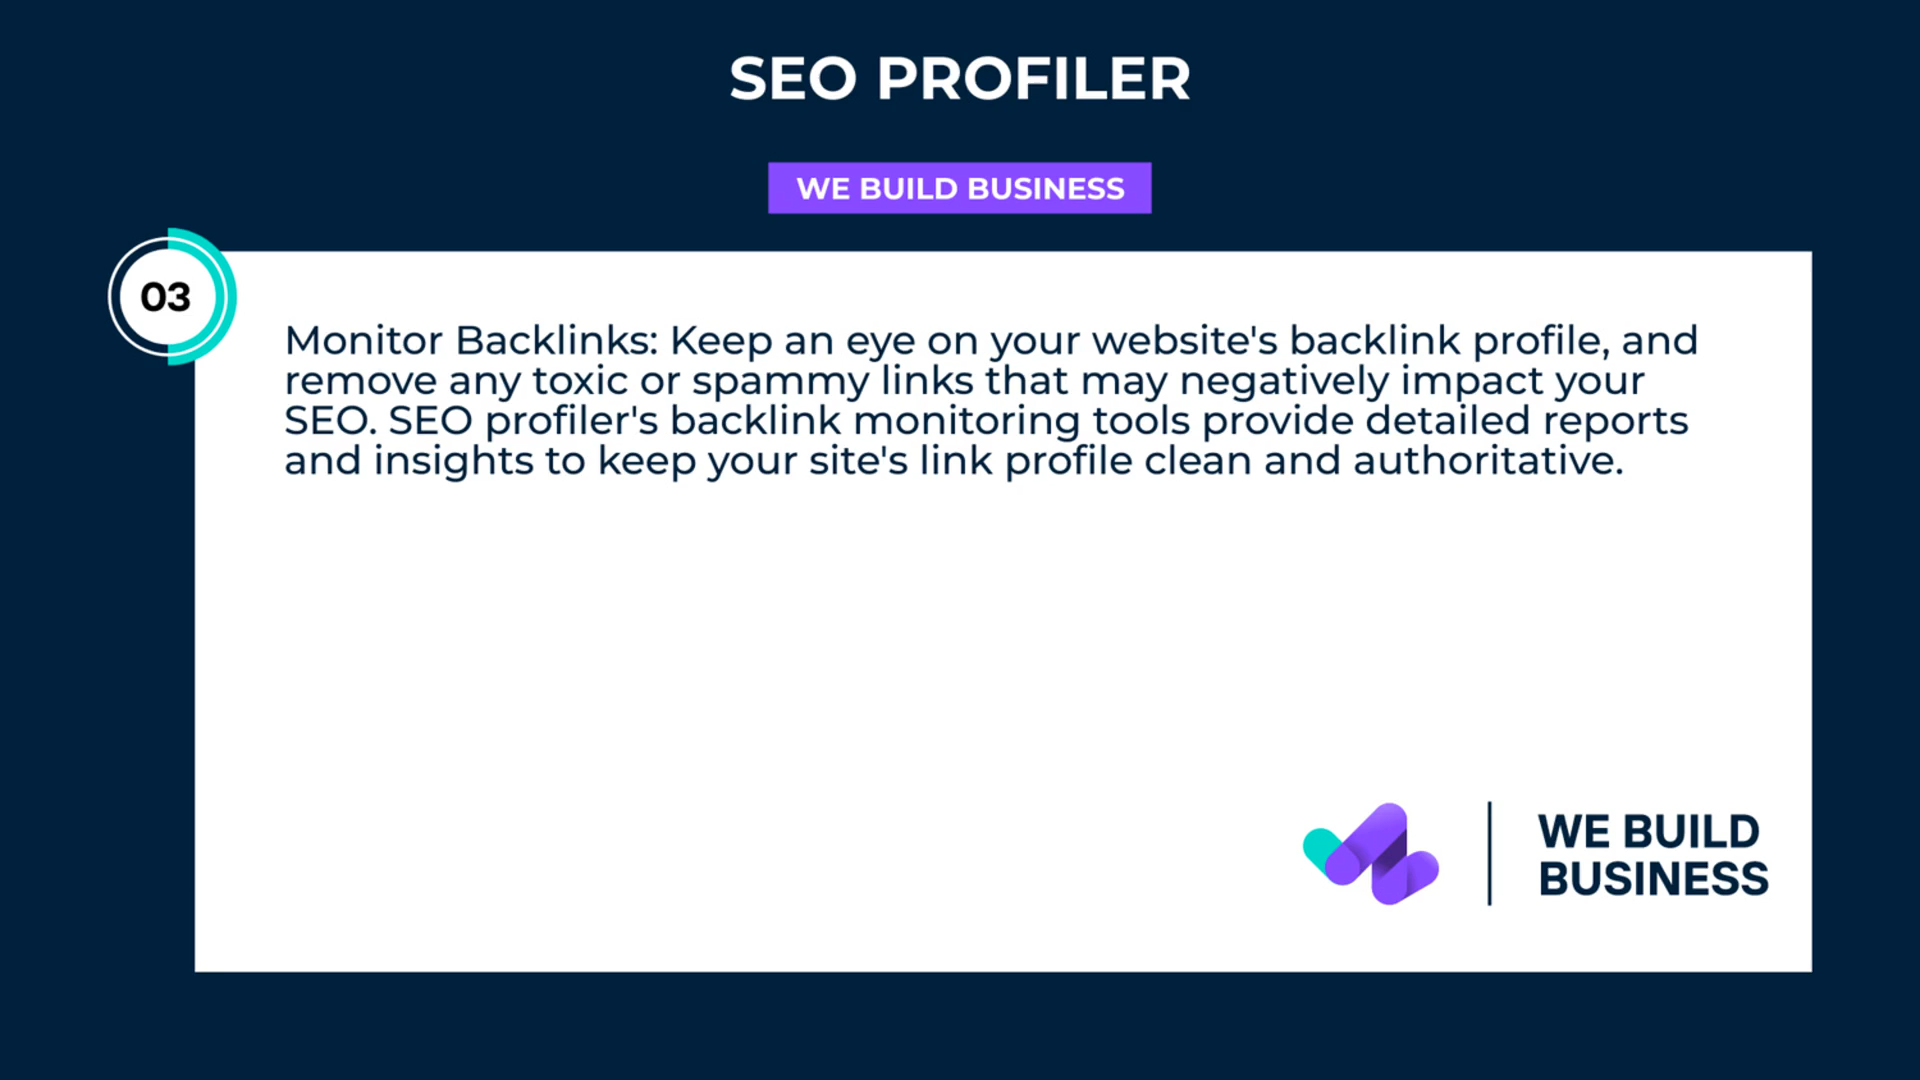 SEO PROFILER
WE BUILD BUSINESS
03
Monitor Backlinks: Keep an eye on your website's backlink profile, and
remove any toxic or spammy links that may negatively impact your
SEO. SEO profiler's backlink monitoring tools provide detailed reports
and insights to keep your site's link profile clean and authoritative.
WE BUILD
BUSINESS